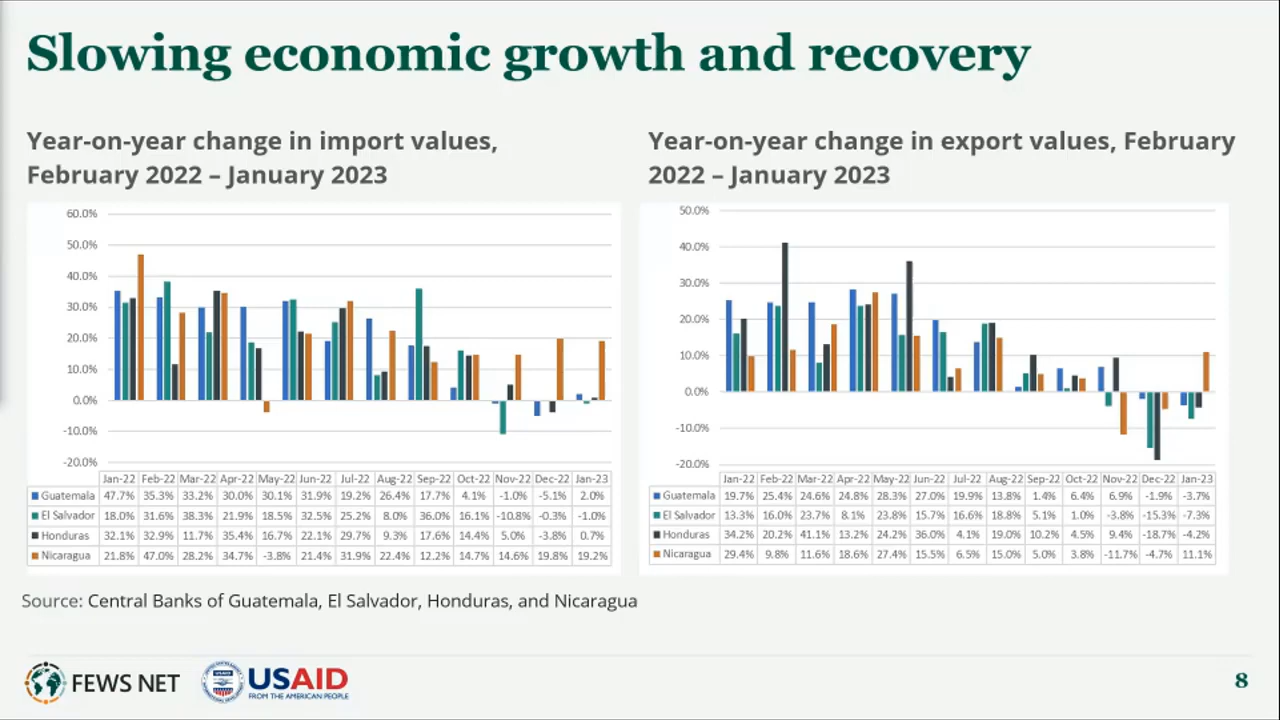 Slowing economic growth and recovery
Year-on-year change in import values,
February 2022 – January 2023
60.0%
50.0%
40.0%
30.0%
20.0%
10.0%
0.0%
-10.0%
-20.0%
Jan-22 Feb-22 Mar-22 Apr-22 May-22 Jun-22 Jul-22 Aug-22 Sep-22 Oct-22 Nov-22 Dec-22 Jan-23
Guatemala 47.7% 35.3% 33.2% 30.0% 30.1% 31.9% 19.2% 26.4% 17.7% 4.1% -1.0% -5.1% 2.0%
El Salvador 18.0% 31.6% 38.3% 21.9% 18.5% 32.5% 25.2% 8.0% 36.0% 16.1% -10.8% -0.3% -1.0%
Honduras 32.1% 32.9% 11.7% 35.4% 16.7% 22.1% 29.7% 9.3% 17.6% 14.4% 5.0% -3.8% 0.7%
Nicaragua 21.8% 47.0% 28.2% 34.7% -3.8% 21.4% 31.9% 22.4% 12.2% 14.7% 14.6% 19.8% 19.2%
Year-on-year change in export values, February
2022 – January 2023
50.0%
40.0%
30.0%
20.0%
10.0%
0.0%
-10.0%
-20.0%
Jan-22 Feb-22 Mar-22 Apr-22 May-22 Jun-22 Jul-22 Aug-22 Sep-22 Oct-22 Nov-22 Dec-22 Jan-23
Guatemala 19.7% 25.4% 24.6% 24.8% 28.3% 27.0% 19.9% 13.8% 1.4% 6.4% 6.9% -1.9% -3.7%
El Salvador 13.3% 16.0% 23.7% 8.1% 23.8% 15.7% 16.6% 18.8% 5.1% 1.0% -3.8% -15.3% -7.3%
Honduras 34.2% 20.2% 41.1% 13.2% 24.2% 36.0% 4.1% 19.0% 10.2% 4.5% 9.4% -18.7% -4.2%
Nicaragua 29.4% 9.8% 11.6% 18.6% 27.4% 15.5% 6.5% 15.0% 5.0% 3.8% -11.7% -4.7% 11.1%
Source: Central Banks of Guatemala, El Salvador, Honduras, and Nicaragua
FEWS NET
USAID
FROM THE AMERICAN PEOPLE
8